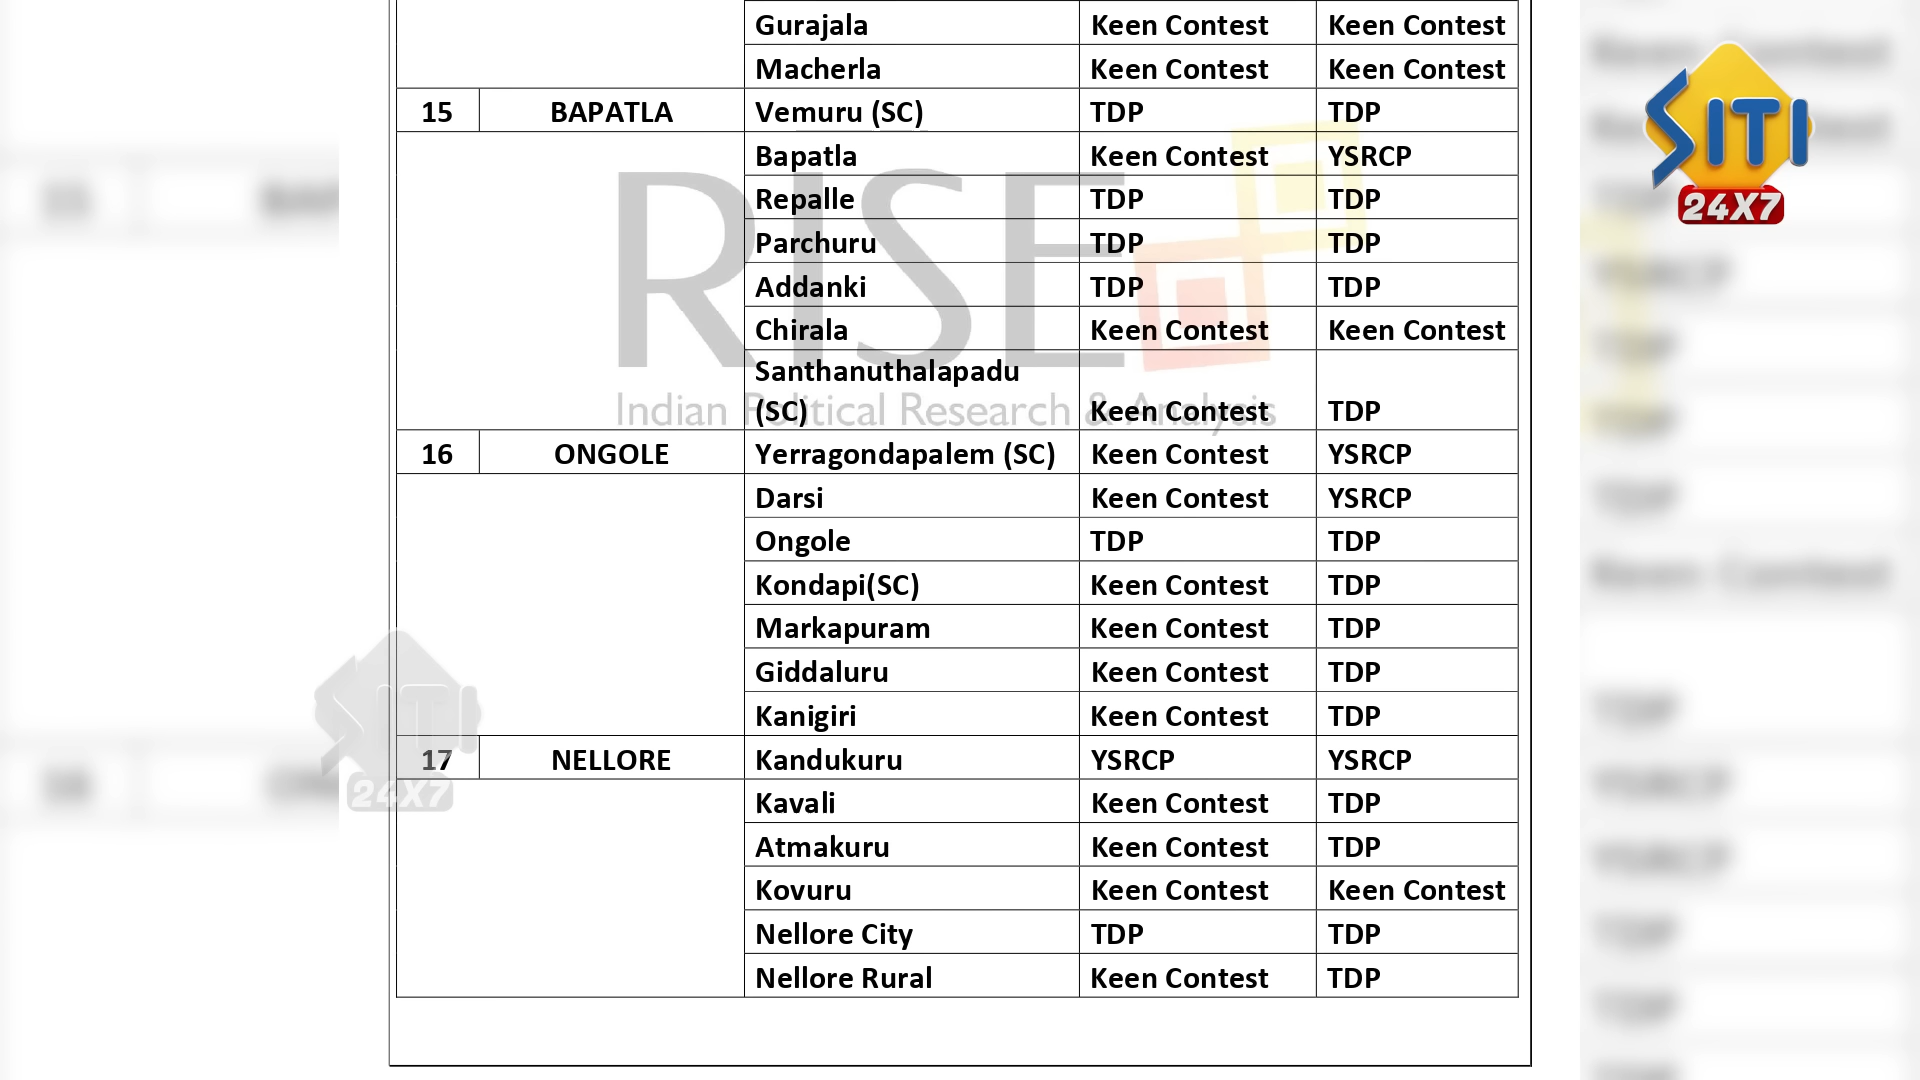 Gurajala Keen Contest Keen Contest
Macherla Keen Contest Keen Contest
15 BAPATLA Vemuru (SC) TDP TDP
Bapatla Keen Contest YSRCP
Repalle TDP TDP
Parchuru TDP TDP
Addanki TDP TDP
Chirala Keen Contest Keen Contest
Santhanuthalapadu
(SC) Keen Contest TDP
16 ONGOLE Yerragondapalem (SC) Keen Contest YSRCP
Darsi Keen Contest YSRCP
Ongole TDP TDP
Kondapi(SC) Keen Contest TDP
Markapuram Keen Contest TDP
Giddaluru Keen Contest TDP
Kanigiri Keen Contest TDP
17 NELLORE Kandukuru YSRCP YSRCP
Kavali Keen Contest TDP
Atmakuru Keen Contest TDP
Kovuru Keen Contest Keen Contest
Nellore City TDP TDP
Nellore Rural Keen Contest TDP
RISE
Indian Political Research & Analysis
SITI
24X7
SITI
24X7